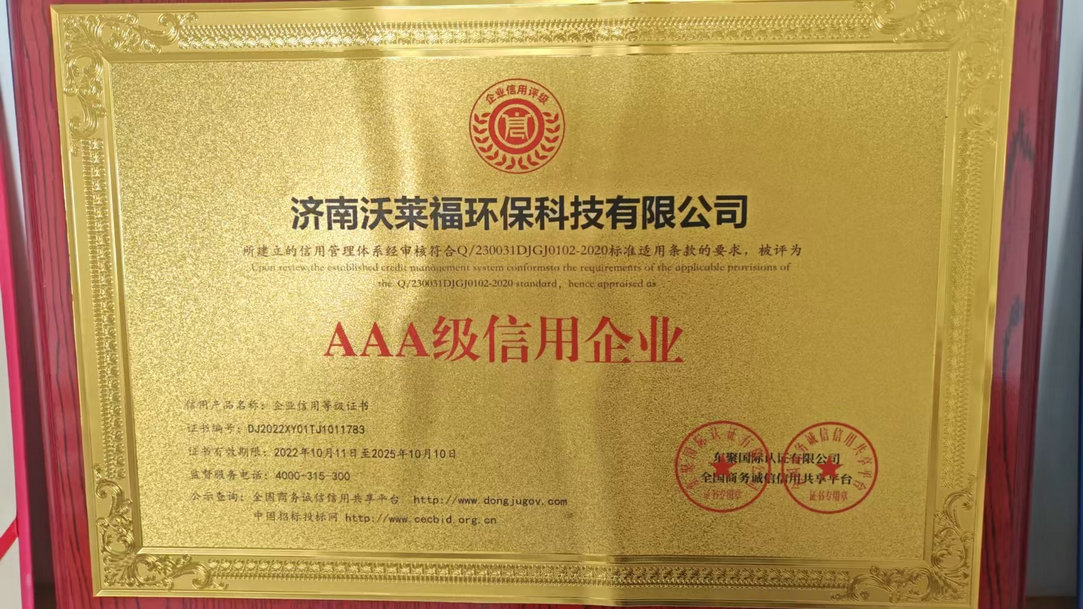 企业信用评级
信
济南沃莱福环保科技有限公司
所建立的信用管理体系经审核符合Q/230031DJGJ0102-2020标准适用条款的要求，被评为
Upon review,the established credit management system conformsto the requirements of the applicable provisions of
the Q/230031DJGJ0102-2020 standard，hence appraised as
AAA级信用企业
信用产品名称：企业信用等级证书
证书编号：DJ2022XY01TJ1011783
证书有效期限：2022年10月11日至2025年10月10日
监督服务电话：4000-315-300
公示查询：全国商务诚信信用共享平台 http://www.dongjugov.com
中国招标投标网 http://www.cecbid.org.cn
东聚国际认证有限公司
全国商务诚信信用共享平台